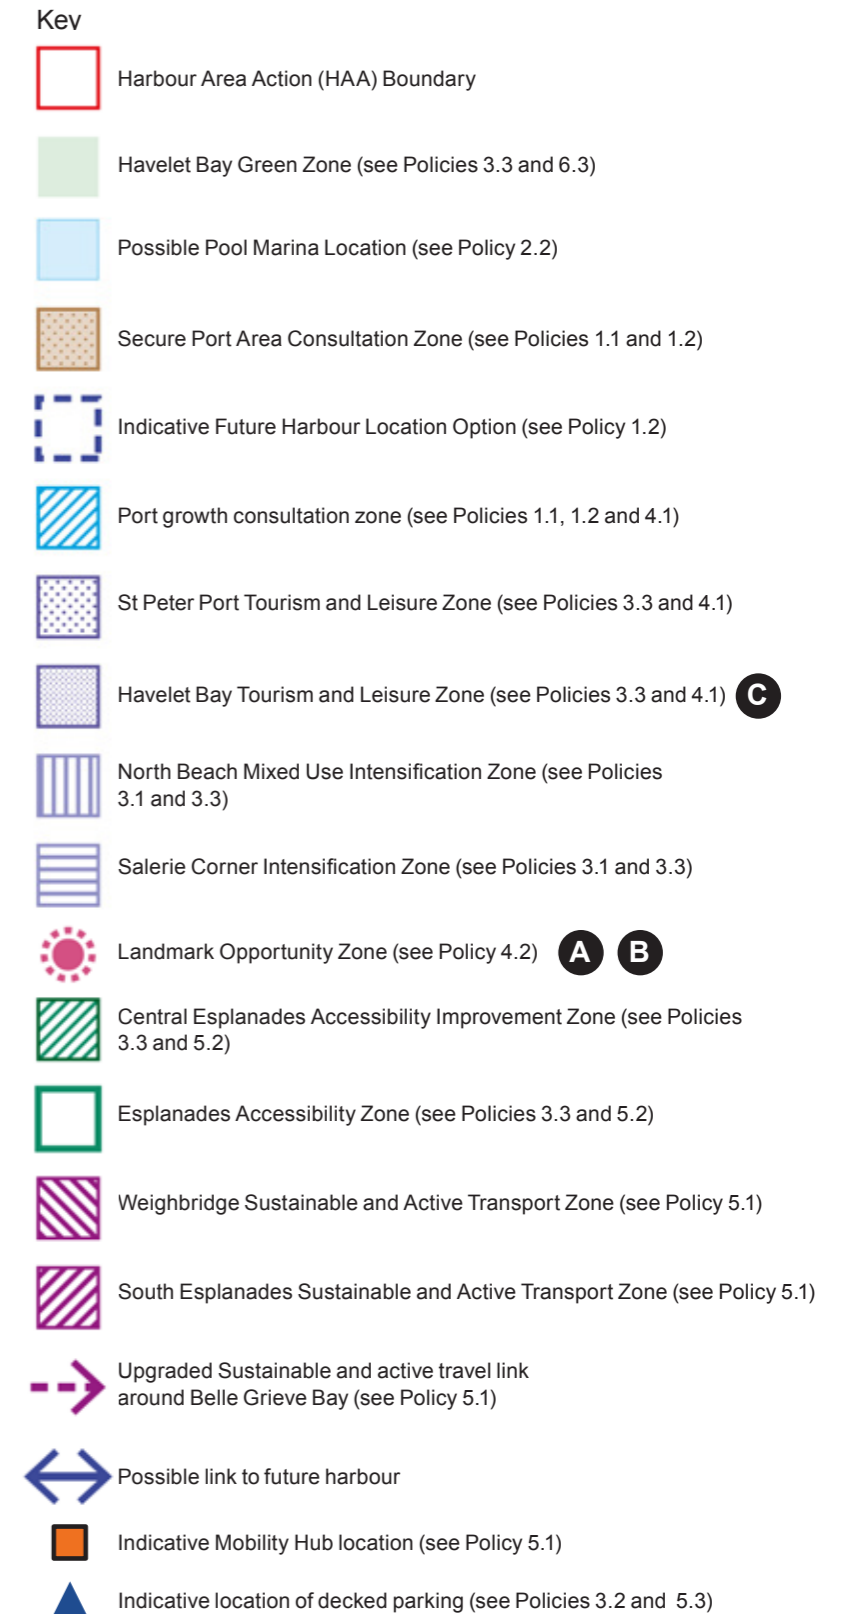 Key
Harbour Area Action (HAA) Boundary
Havelet Bay Green Zone (see Policies 3.3 and 6.3)
Possible Pool Marina Location (see Policy 2.2)
Secure Port Area Consultation Zone (see Policies 1.1 and 1.2)
Indicative Future Harbour Location Option (see Policy 1.2)
Port growth consultation zone (see Policies 1.1, 1.2 and 4.1)
St Peter Port Tourism and Leisure Zone (see Policies 3.3 and 4.1)
Havelet Bay Tourism and Leisure Zone (see Policies 3.3 and 4.1) C
North Beach Mixed Use Intensification Zone (see Policies
3.1 and 3.3)
Salerie Corner Intensification Zone (see Policies 3.1 and 3.3)
Landmark Opportunity Zone (see Policy 4.2) A B
Central Esplanades Accessibility Improvement Zone (see Policies
3.3 and 5.2)
Esplanades Accessibility Zone (see Policies 3.3 and 5.2)
Weighbridge Sustainable and Active Transport Zone (see Policy 5.1)
South Esplanades Sustainable and Active Transport Zone (see Policy 5.1)
Upgraded Sustainable and active travel link
around Belle Grieve Bay (see Policy 5.1)
Possible link to future harbour
Indicative Mobility Hub location (see Policy 5.1)
Indicative location of decked parking (see Policies 3.2 and 5.3)